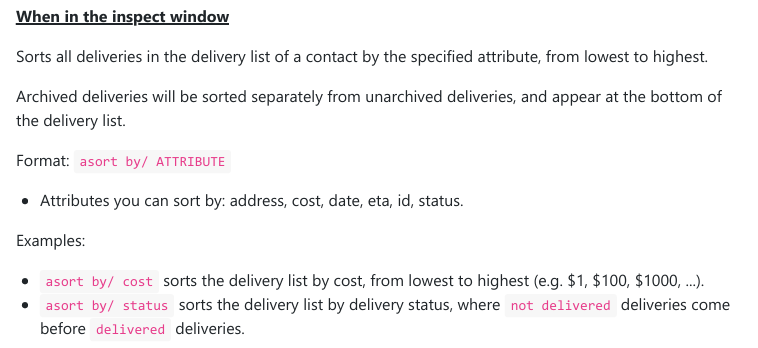 When in the inspect window
Sorts all deliveries in the delivery list of a contact by the specified attribute, from lowest to highest.
Archived deliveries will be sorted separately from unarchived deliveries, and appear at the bottom of
the delivery list.
Format: asort by/ ATTRIBUTE
• Attributes you can sort by: address, cost, date, eta, id, status.
Examples:
• asort by/ cost sorts the delivery list by cost, from lowest to highest (e.g. $1, $100, $1000, ...).
• asort by/ status sorts the delivery list by delivery status, where not delivered deliveries come
before delivered deliveries.